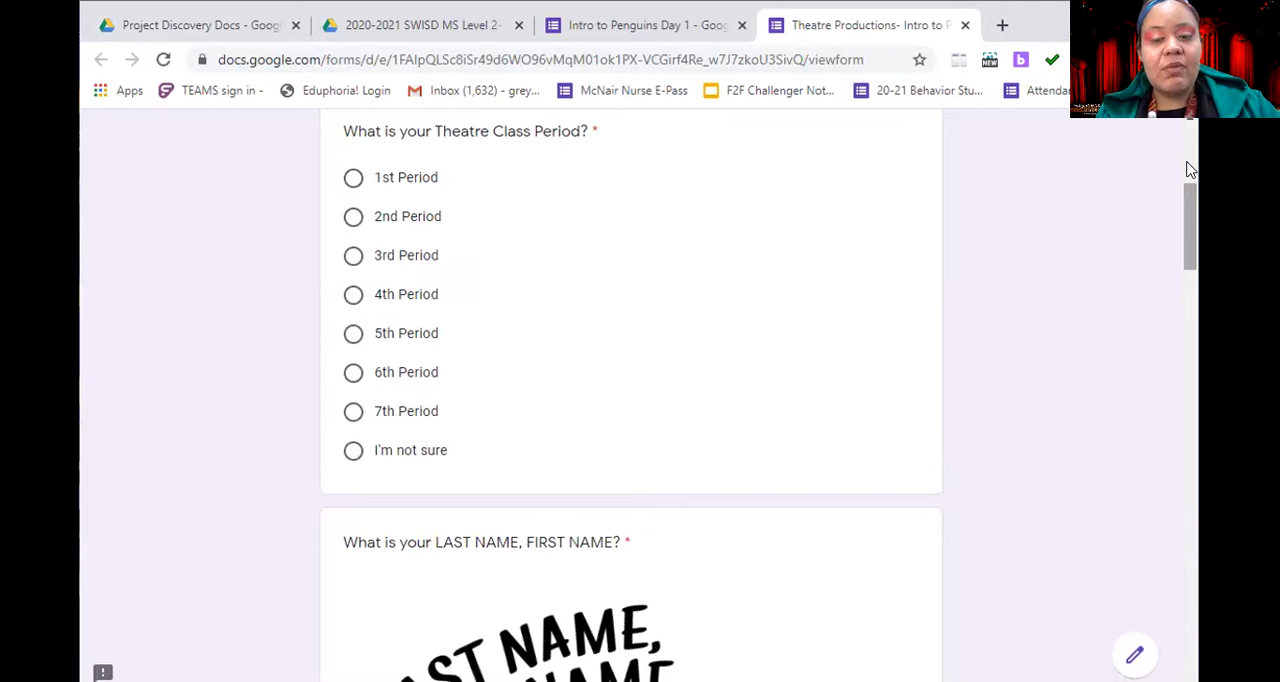 Project Discovery Docs - Goog
2020-2021 SWISD MS Level 2-
Intro to Penguins Day 1 - Goog
Theatre Productions- Intro to P
docs.google.com/forms/d/e/1FAIpQLSc8iSr49d6WO96vMqM01ok1PX-VCGirf4Re_w7J7zkoU3SivQ/viewform
NEW
b
Apps
TEAMS sign in -
Eduphoria! Login
Inbox (1,632) - grey...
McNair Nurse E-Pass
F2F Challenger Not...
20-21 Behavior Stu...
Attenda
What is your Theatre Class Period? *
1st Period
2nd Period
3rd Period
4th Period
5th Period
6th Period
7th Period
I'm not sure
What is your LAST NAME, FIRST NAME? *
AST NAME,
NAME